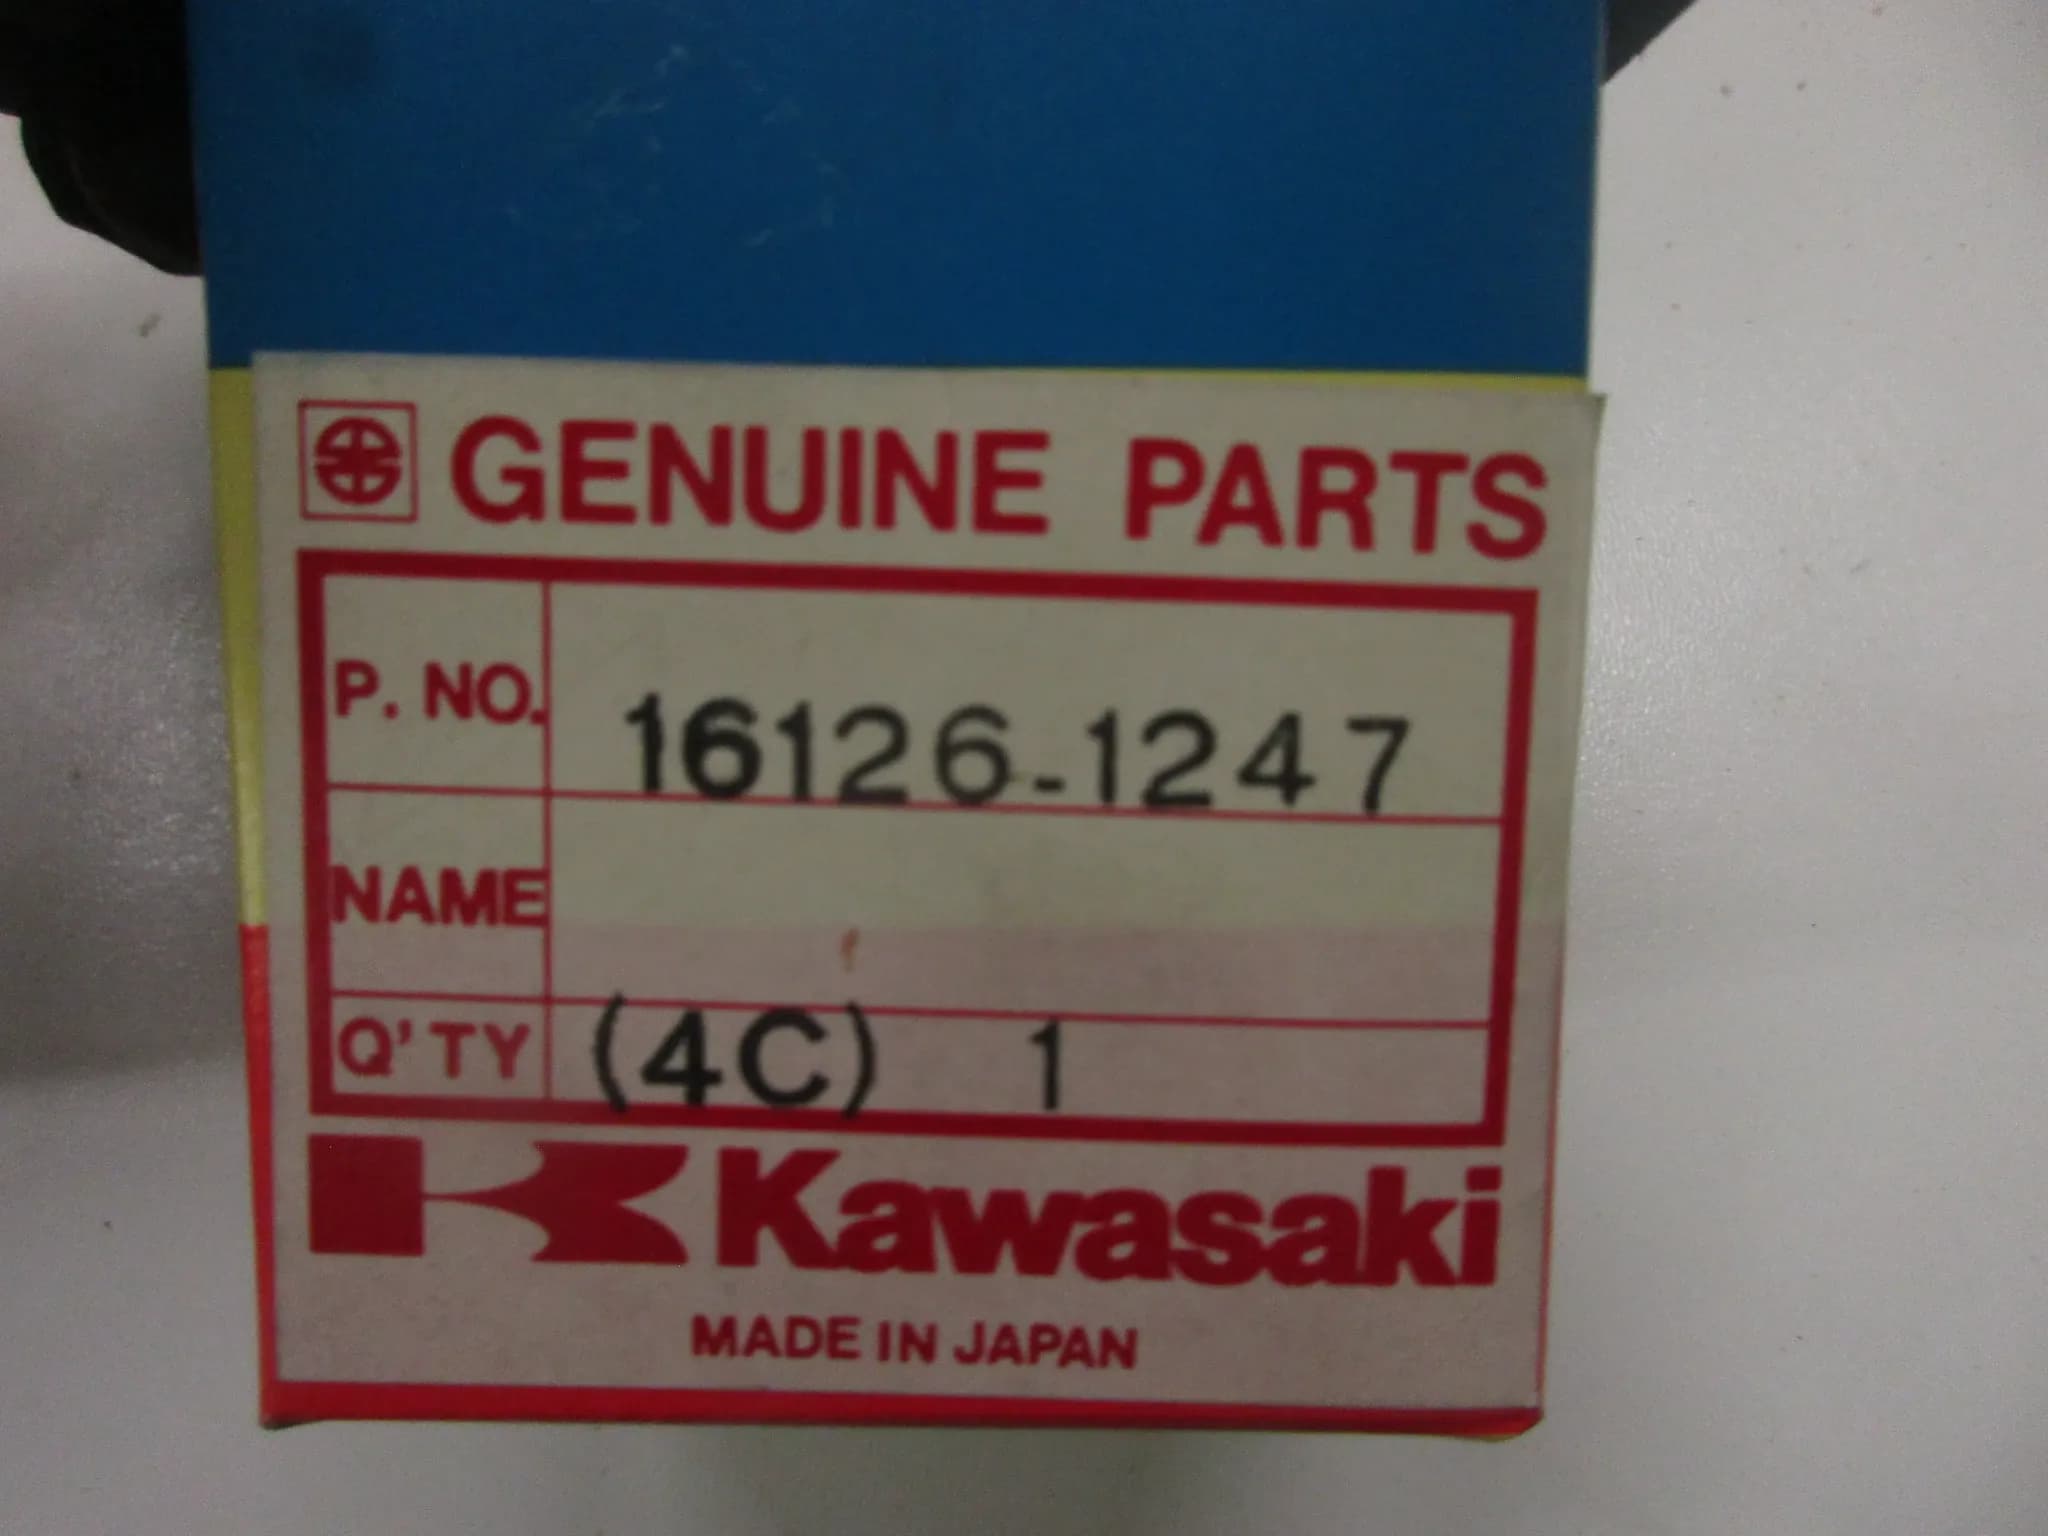 GENUINE PARTS
P. NO. 16126-1247
NAME
Q'TY (4C) 1
Kawasaki
MADE IN JAPAN